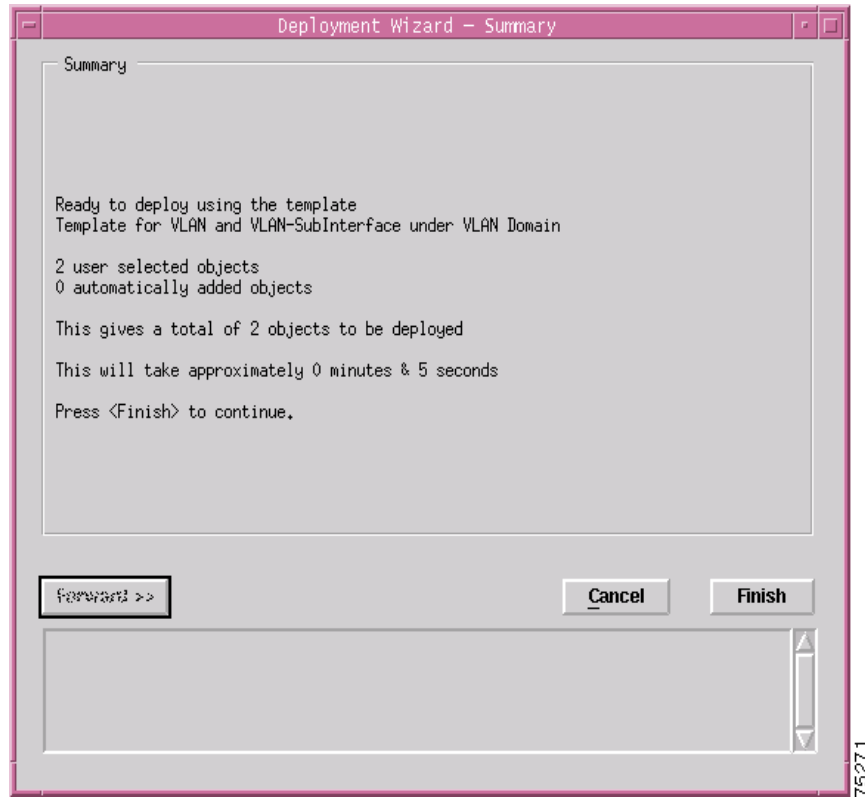 Deployment Wizard – Summary
Summary
Ready to deploy using the template
Template for VLAN and VLAN-SubInterface under VLAN Domain
2 user selected objects
0 automatically added objects
This gives a total of 2 objects to be deployed
This will take approximately 0 minutes & 5 seconds
Press <Finish> to continue.
Forward >>
Cancel
Finish
75271